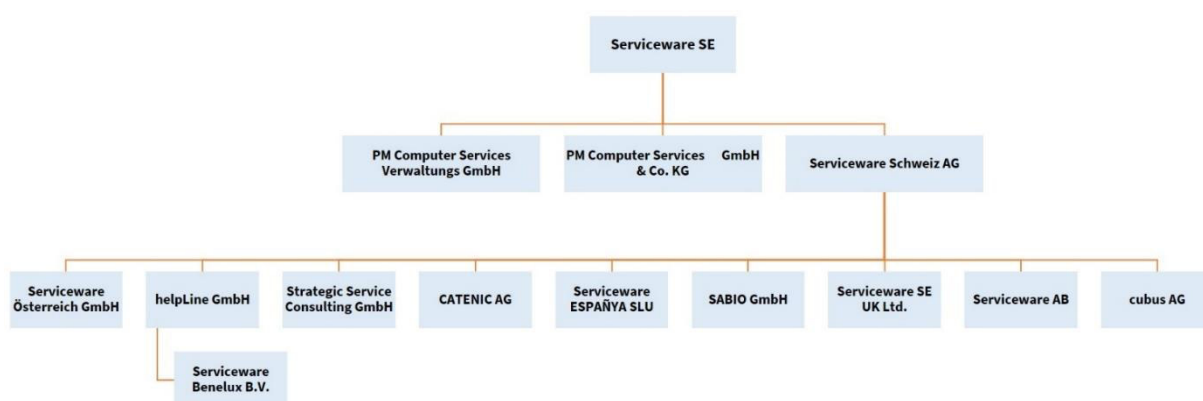 Serviceware SE
PM Computer Services
Verwaltungs GmbH
PM Computer Services GmbH
& Co. KG
Serviceware Schweiz AG
Serviceware
Österreich GmbH
helpLine GmbH
Strategic Service
Consulting GmbH
CATENIC AG
Serviceware
ESPAÑYA SLU
SABIO GmbH
Serviceware SE
UK Ltd.
Serviceware AB
cubus AG
Serviceware
Benelux B.V.